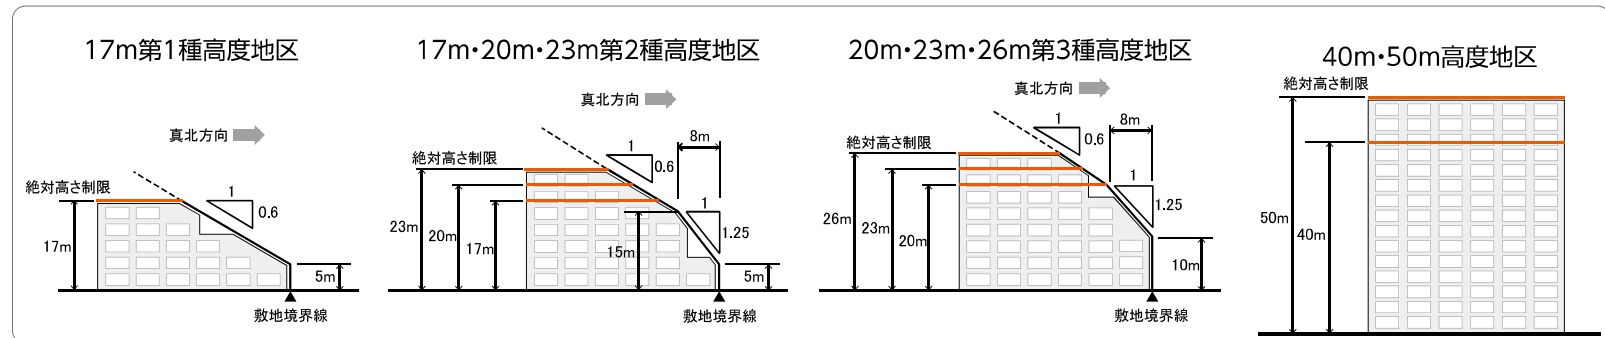 17m第1種高度地区
真北方向
絶対高さ制限
1
0.6
17m
5m
敷地境界線
17m・20m・23m第2種高度地区
真北方向
8m
1
絶対高さ制限
0.6
1
1.25
23m
20m
17m
15m
5m
敷地境界線
20m・23m・26m第3種高度地区
真北方向
1
8m
絶対高さ制限
0.6
1
1.25
26m
23m
20m
10m
敷地境界線
40m・50m高度地区
絶対高さ制限
50m
40m